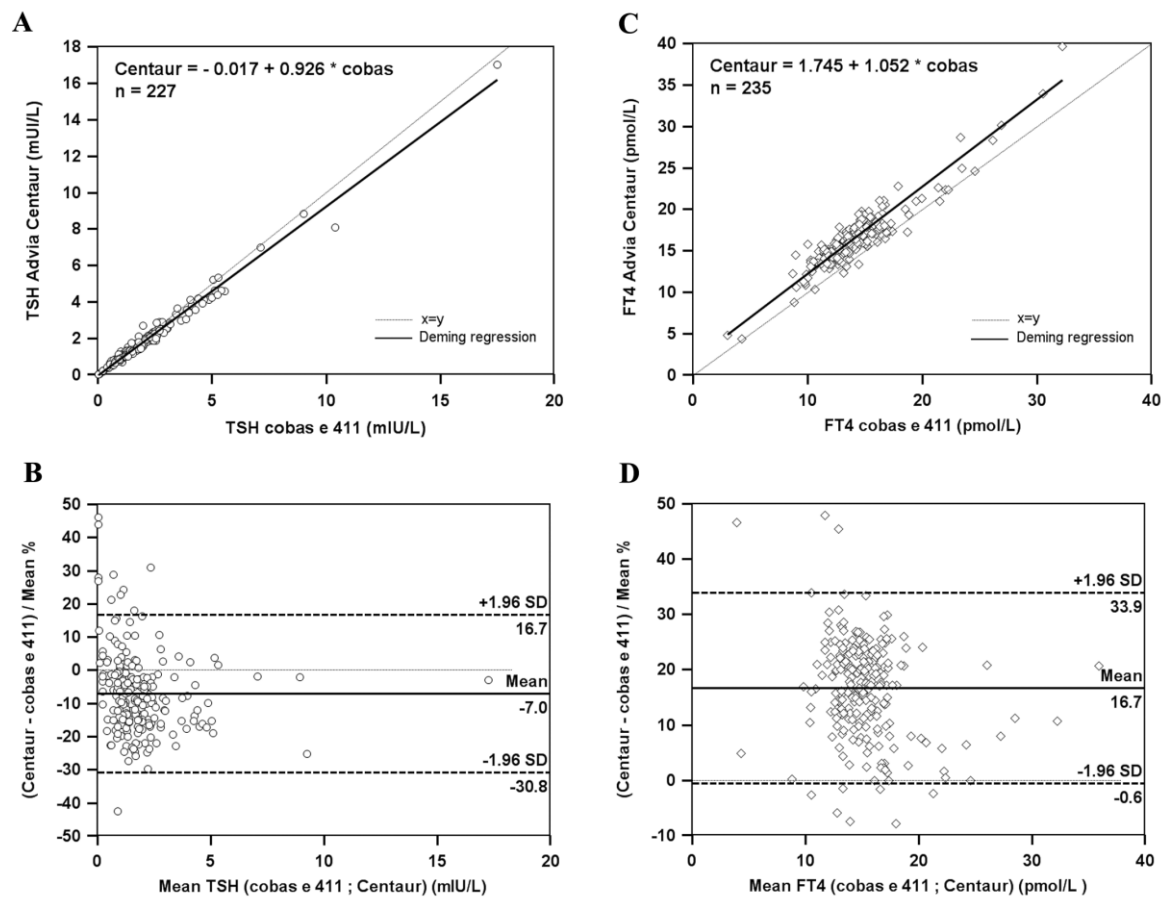 A
TSH Advia Centaur (mUI/L)
18
16
14
12
10
8
6
4
2
0
Centaur = - 0.017 + 0.926 * cobas
n = 227
x=y
Deming regression
0
5
10
15
20
TSH cobas e 411 (mIU/L)
C
FT4 Advia Centaur (pmol/L)
40
35
30
25
20
15
10
5
0
Centaur = 1.745 + 1.052 * cobas
n = 235
x=y
Deming regression
0
10
20
30
40
FT4 cobas e 411 (pmol/L)
B
(Centaur - cobas e 411) / Mean %
50
40
30
20
10
0
-10
-20
-30
-40
-50
+1.96 SD
16.7
Mean
-7.0
-1.96 SD
-30.8
0
5
10
15
20
Mean TSH (cobas e 411 ; Centaur) (mIU/L)
D
(Centaur - cobas e 411) / Mean %
50
40
30
20
10
0
-10
+1.96 SD
33.9
Mean
16.7
-1.96 SD
-0.6
0
10
20
30
40
Mean FT4 (cobas e 411 ; Centaur) (pmol/L )